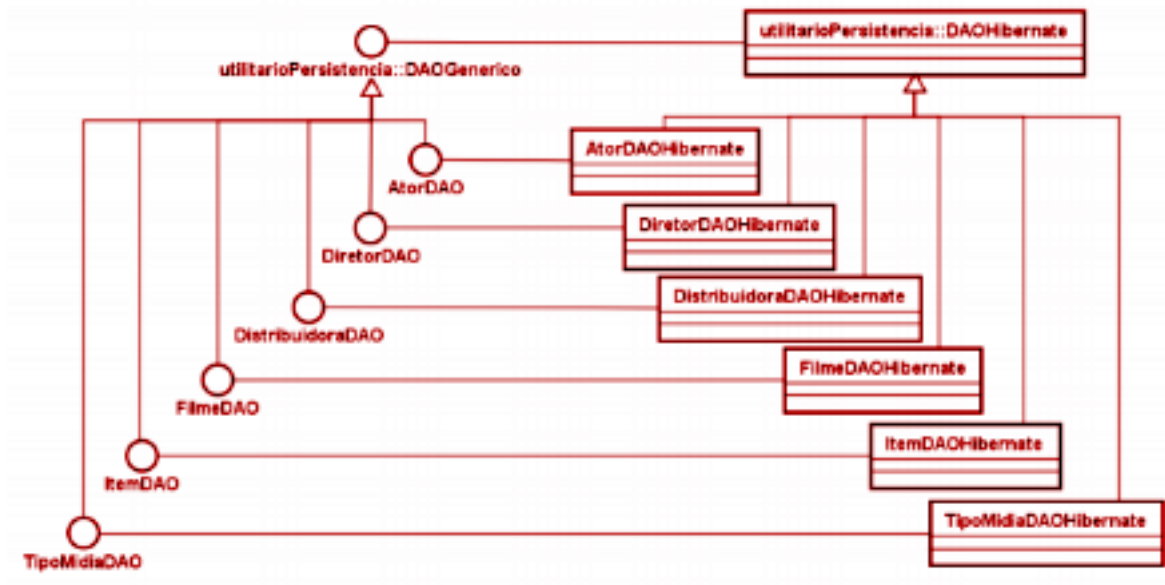 utilitarioPersistencia::DAOHibernate
utilitarioPersistencia::DAOGenerico
AtorDAOHibernate
AtorDAO
DiretorDAOHibernate
DiretorDAO
DistribuidoraDAOHibernate
DistribuidoraDAO
FilmeDAOHibernate
FilmeDAO
ItemDAOHibernate
ItemDAO
TipoMidiaDAOHibernate
TipoMidiaDAO